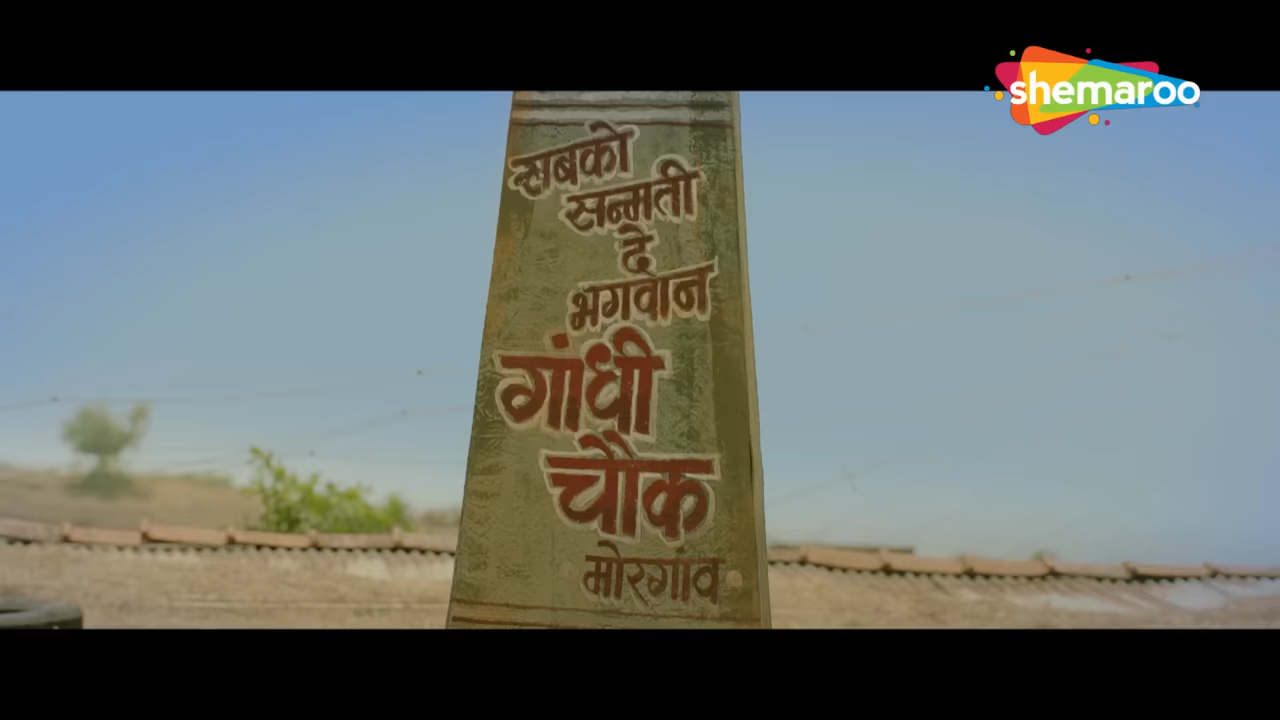 shemaroo
सबको
सन्मती
दे
भगवान
गांधी
चौक
मोरगांव